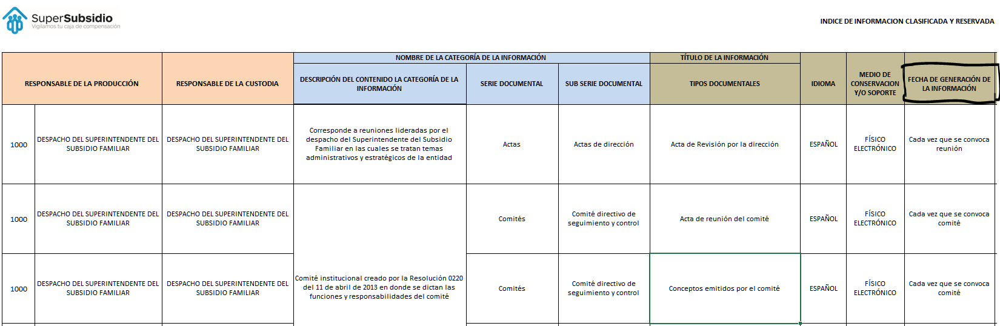 SuperSubsidio
Vigilamos tu caja de compensación
INDICE DE INFORMACION CLASIFICADA Y RESERVADA
NOMBRE DE LA CATEGORÍA DE LA INFORMACIÓN
TÍTULO DE LA INFORMACIÓN
RESPONSABLE DE LA PRODUCCIÓN
RESPONSABLE DE LA CUSTODIA
DESCRIPCIÓN DEL CONTENIDO LA CATEGORÍA DE LA
INFORMACIÓN
SERIE DOCUMENTAL
SUB SERIE DOCUMENTAL
TIPOS DOCUMENTALES
IDIOMA
MEDIO DE
CONSERVACION
Y/O SOPORTE
FECHA DE GENERACIÓN DE
LA INFORMACIÓN
1000
DESPACHO DEL SUPERINTENDENTE DEL
SUBSIDIO FAMILIAR
DESPACHO DEL SUPERINTENDENTE DEL
SUBSIDIO FAMILIAR
Corresponde a reuniones lideradas por el
despacho del Superintendente del Subsidio
Familiar en las cuales se tratan temas
administrativos y estratégicos de la entidad
Actas
Actas de dirección
Acta de Revisión por la dirección
ESPAÑOL
FÍSICO
ELECTRÓNICO
Cada vez que se convoca
reunión
1000
DESPACHO DEL SUPERINTENDENTE DEL
SUBSIDIO FAMILIAR
DESPACHO DEL SUPERINTENDENTE DEL
SUBSIDIO FAMILIAR
Comités
Comité directivo de
seguimiento y control
Acta de reunión del comité
ESPAÑOL
FÍSICO
ELECTRÓNICO
Cada vez que se convoca
comité
1000
DESPACHO DEL SUPERINTENDENTE DEL
SUBSIDIO FAMILIAR
DESPACHO DEL SUPERINTENDENTE DEL
SUBSIDIO FAMILIAR
Comité institucional creado por la Resolución 0220
del 11 de abril de 2013 en donde se dictan las
funciones y responsabilidades del comité
Comités
Comité directivo de
seguimiento y control
Conceptos emitidos por el comité
ESPAÑOL
FÍSICO
ELECTRÓNICO
Cada vez que se convoca
comité